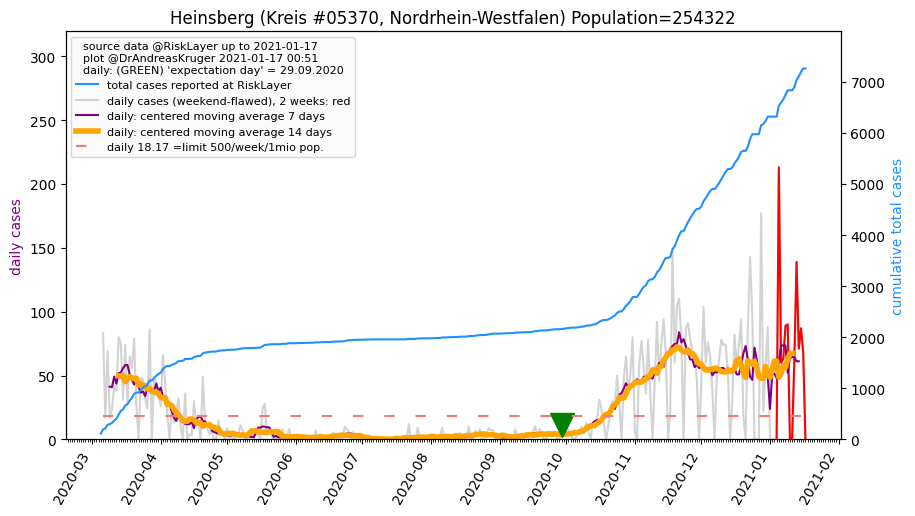 Heinsberg (Kreis #05370, Nordrhein-Westfalen) Population=254322
source data @RiskLayer up to 2021-01-17
plot @DrAndreasKruger 2021-01-17 00:51
daily: (GREEN) 'expectation day' = 29.09.2020
total cases reported at RiskLayer
daily cases (weekend-flawed), 2 weeks: red
daily: centered moving average 7 days
daily: centered moving average 14 days
daily 18.17 =limit 500/week/1mio pop.
daily cases
300
250
200
150
100
50
0
7000
6000
5000
4000
3000
2000
1000
0
cumulative total cases
2020-03
2020-04
2020-05
2020-06
2020-07
2020-08
2020-09
2020-10
2020-11
2020-12
2021-01
2021-02